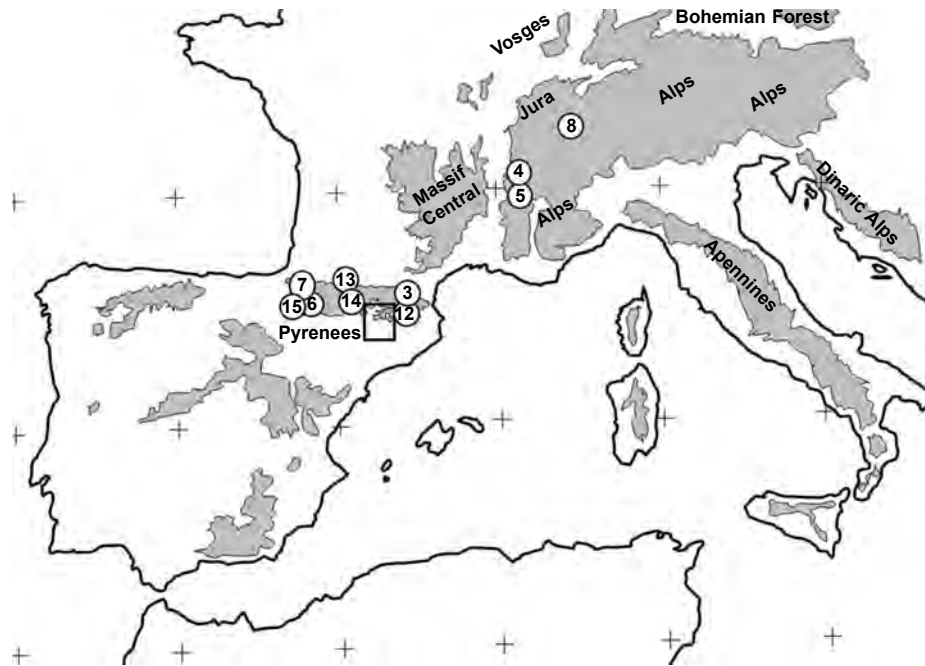 Bohemian Forest
Vosges
Alps
Alps
Jura
8
4
Massif
Central
5
Alps
Dinaric Alps
Apennines
7
13
3
15
6
14
12
Pyrenees